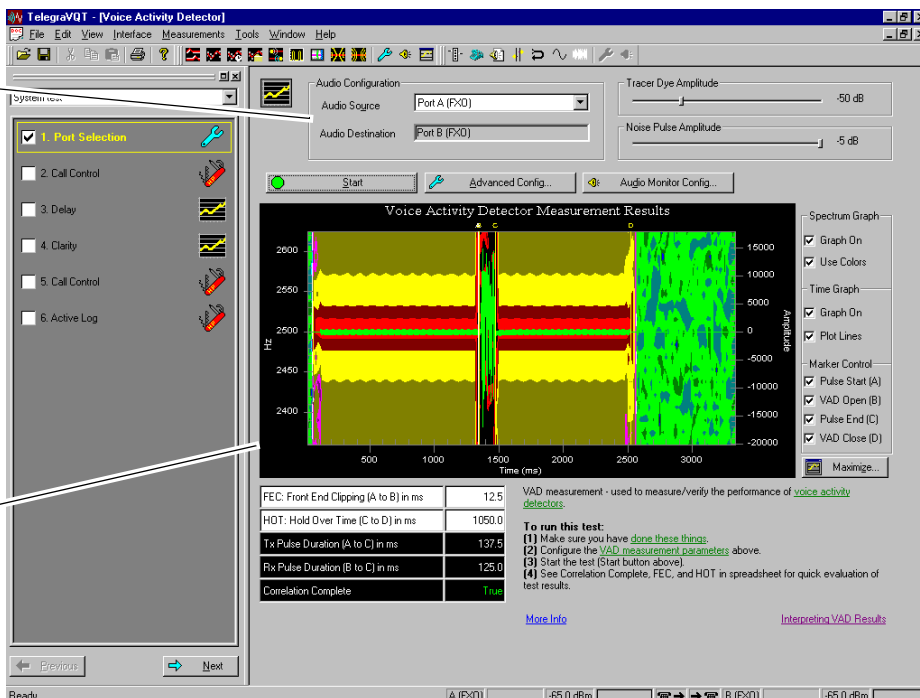 TelegraVQT - [Voice Activity Detector]
File Edit View Interface Measurements Tools Window Help
System test
1. Port Selection
2. Call Control
3. Delay
4. Clarity
5. Call Control
6. Active Log
Previous
Next
Audio Configuration
Audio Source
Port A (FXO)
Audio Destination
Port B (FXO)
Tracer Dye Amplitude
-50 dB
Noise Pulse Amplitude
-5 dB
Start
Advanced Config...
Audio Monitor Config...
Voice Activity Detector Measurement Results
A B C D
2600
2550
2500
2450
2400
Hz
15000
10000
5000
0
-5000
-10000
-15000
-20000
Amplitude
500 1000 1500 2000 2500 3000
Time (ms)
Spectrum Graph
Graph On
Use Colors
Time Graph
Graph On
Plot Lines
Marker Control
Pulse Start (A)
VAD Open (B)
Pulse End (C)
VAD Close (D)
Maximize...
FEC: Front End Clipping (A to B) in ms 12.5
HOT: Hold Over Time (C to D) in ms 1050.0
Tx Pulse Duration (A to C) in ms 137.5
Rx Pulse Duration (B to C) in ms 125.0
Correlation Complete True
VAD measurement - used to measure/verify the performance of voice activity
detectors.
To run this test:
(1) Make sure you have done these things.
(2) Configure the VAD measurement parameters above.
(3) Start the test (Start button above).
(4) See Correlation Complete, FEC, and HOT in spreadsheet for quick evaluation of
test results.
More Info
Interpreting VAD Results
Ready
A (FXO) -65.0 dBm B (FXO) -65.0 dBm